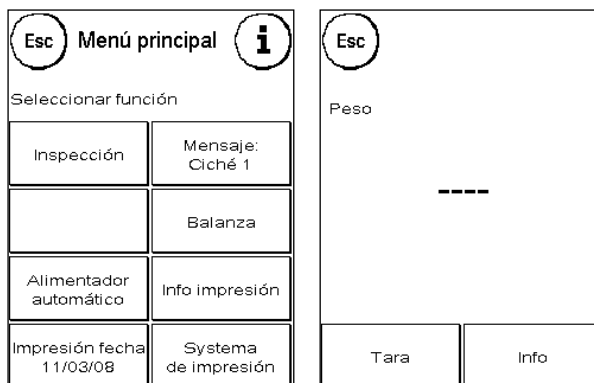 Esc
Menú principal
i
Seleccionar función
Inspección
Mensaje:
Ciché 1
Balanza
Alimentador
automático
Info impresión
Impresión fecha
11/03/08
Systema
de impresión
Esc
Peso
----
Tara
Info